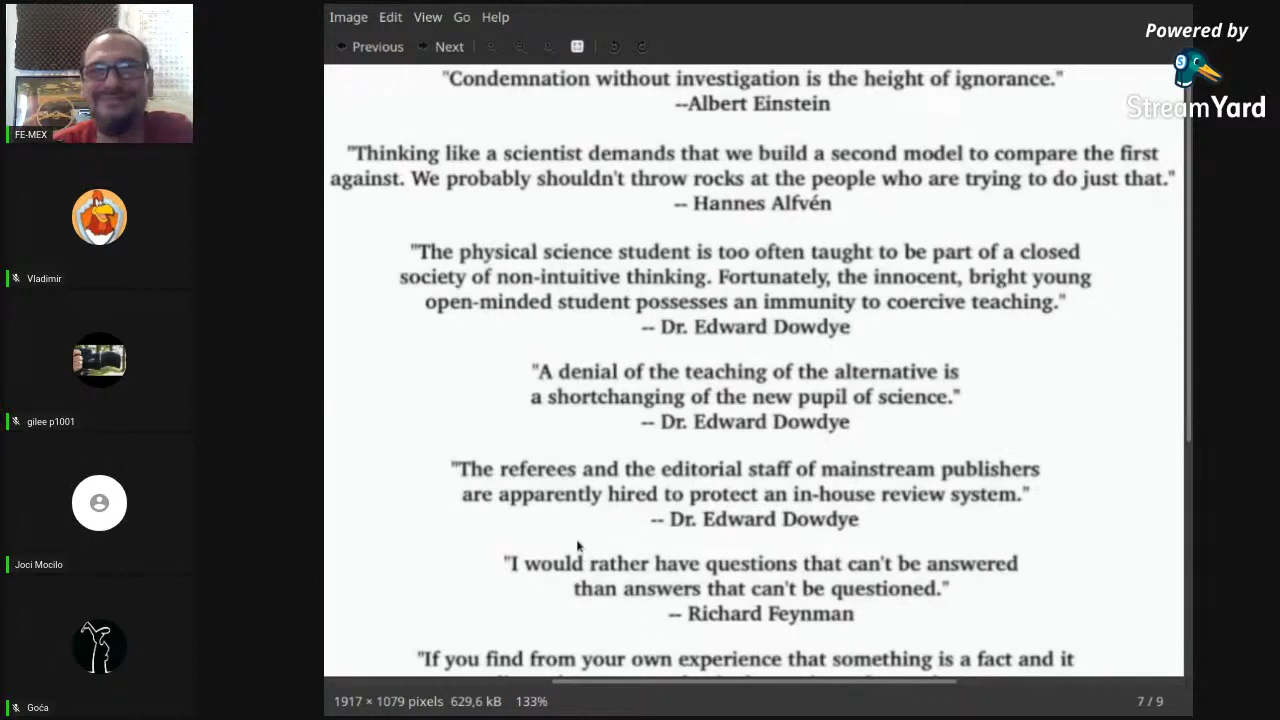 Image Edit View Go Help
Previous Next
Powered by
StreamYard
"Condemnation without investigation is the height of ignorance."
--Albert Einstein
"Thinking like a scientist demands that we build a second model to compare the first
against. We probably shouldn't throw rocks at the people who are trying to do just that."
-- Hannes Alfvén
"The physical science student is too often taught to be part of a closed
society of non-intuitive thinking. Fortunately, the innocent, bright young
open-minded student possesses an immunity to coercive teaching."
-- Dr. Edward Dowdye
"A denial of the teaching of the alternative is
a shortchanging of the new pupil of science."
-- Dr. Edward Dowdye
"The referees and the editorial staff of mainstream publishers
are apparently hired to protect an in-house review system."
-- Dr. Edward Dowdye
"I would rather have questions that can't be answered
than answers that can't be questioned."
-- Richard Feynman
"If you find from your own experience that something is a fact and it
1917 × 1079 pixels 629,6 kB 133% 7 / 9
FE-MEX
Vladimir
gilee p1001
Joci Mocilo
Goća